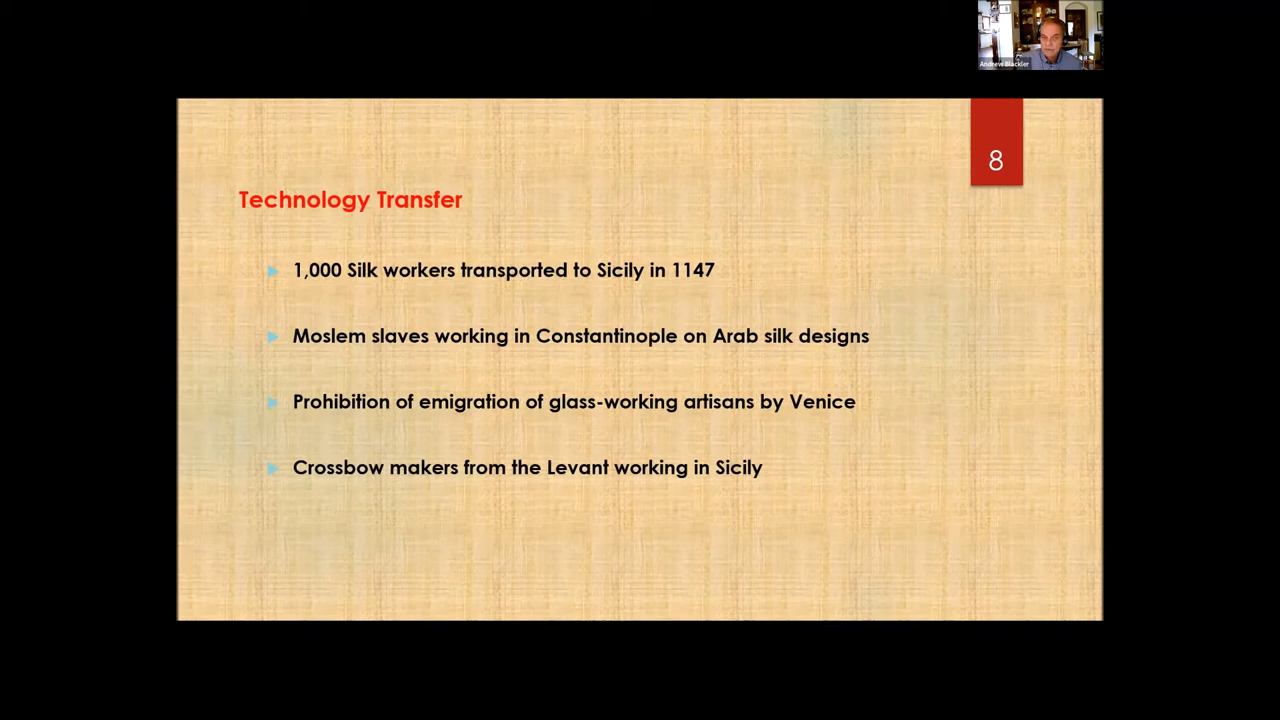 Andrew Blackler
8
Technology Transfer
1,000 Silk workers transported to Sicily in 1147
Moslem slaves working in Constantinople on Arab silk designs
Prohibition of emigration of glass-working artisans by Venice
Crossbow makers from the Levant working in Sicily